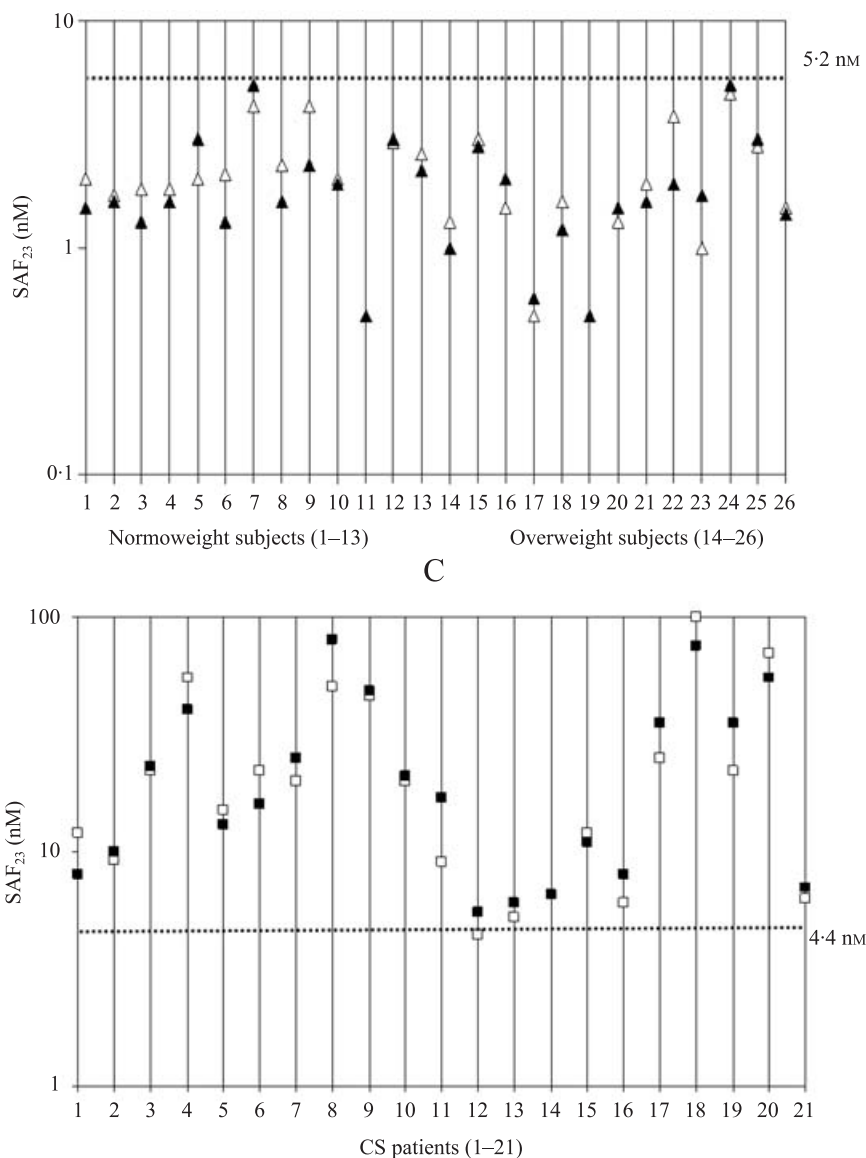 10
5·2 nM
SAF23 (nM)
1
0·1
1 2 3 4 5 6 7 8 9 10 11 12 13 14 15 16 17 18 19 20 21 22 23 24 25 26
Normoweight subjects (1–13) Overweight subjects (14–26)
C
100
SAF23 (nM)
10
4·4 nM
1
1 2 3 4 5 6 7 8 9 10 11 12 13 14 15 16 17 18 19 20 21
CS patients (1–21)